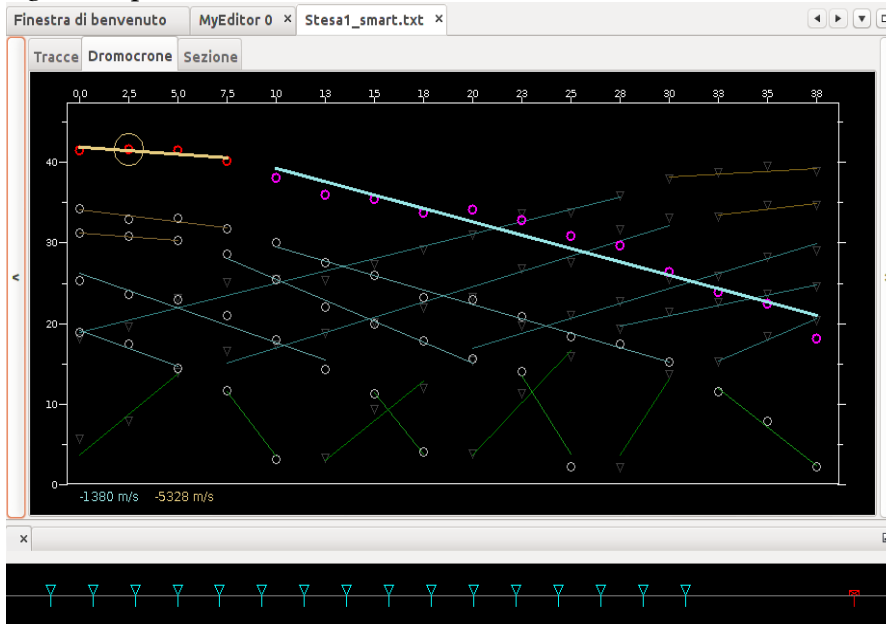 Finestra di benvenuto MyEditor 0 × Stesa1_smart.txt ×
Tracce Dromocrone Sezione
0,0 2,5 5,0 7,5 10 13 15 18 20 23 25 28 30 33 35 38
40
30
20
10
0
-1380 m/s -5328 m/s